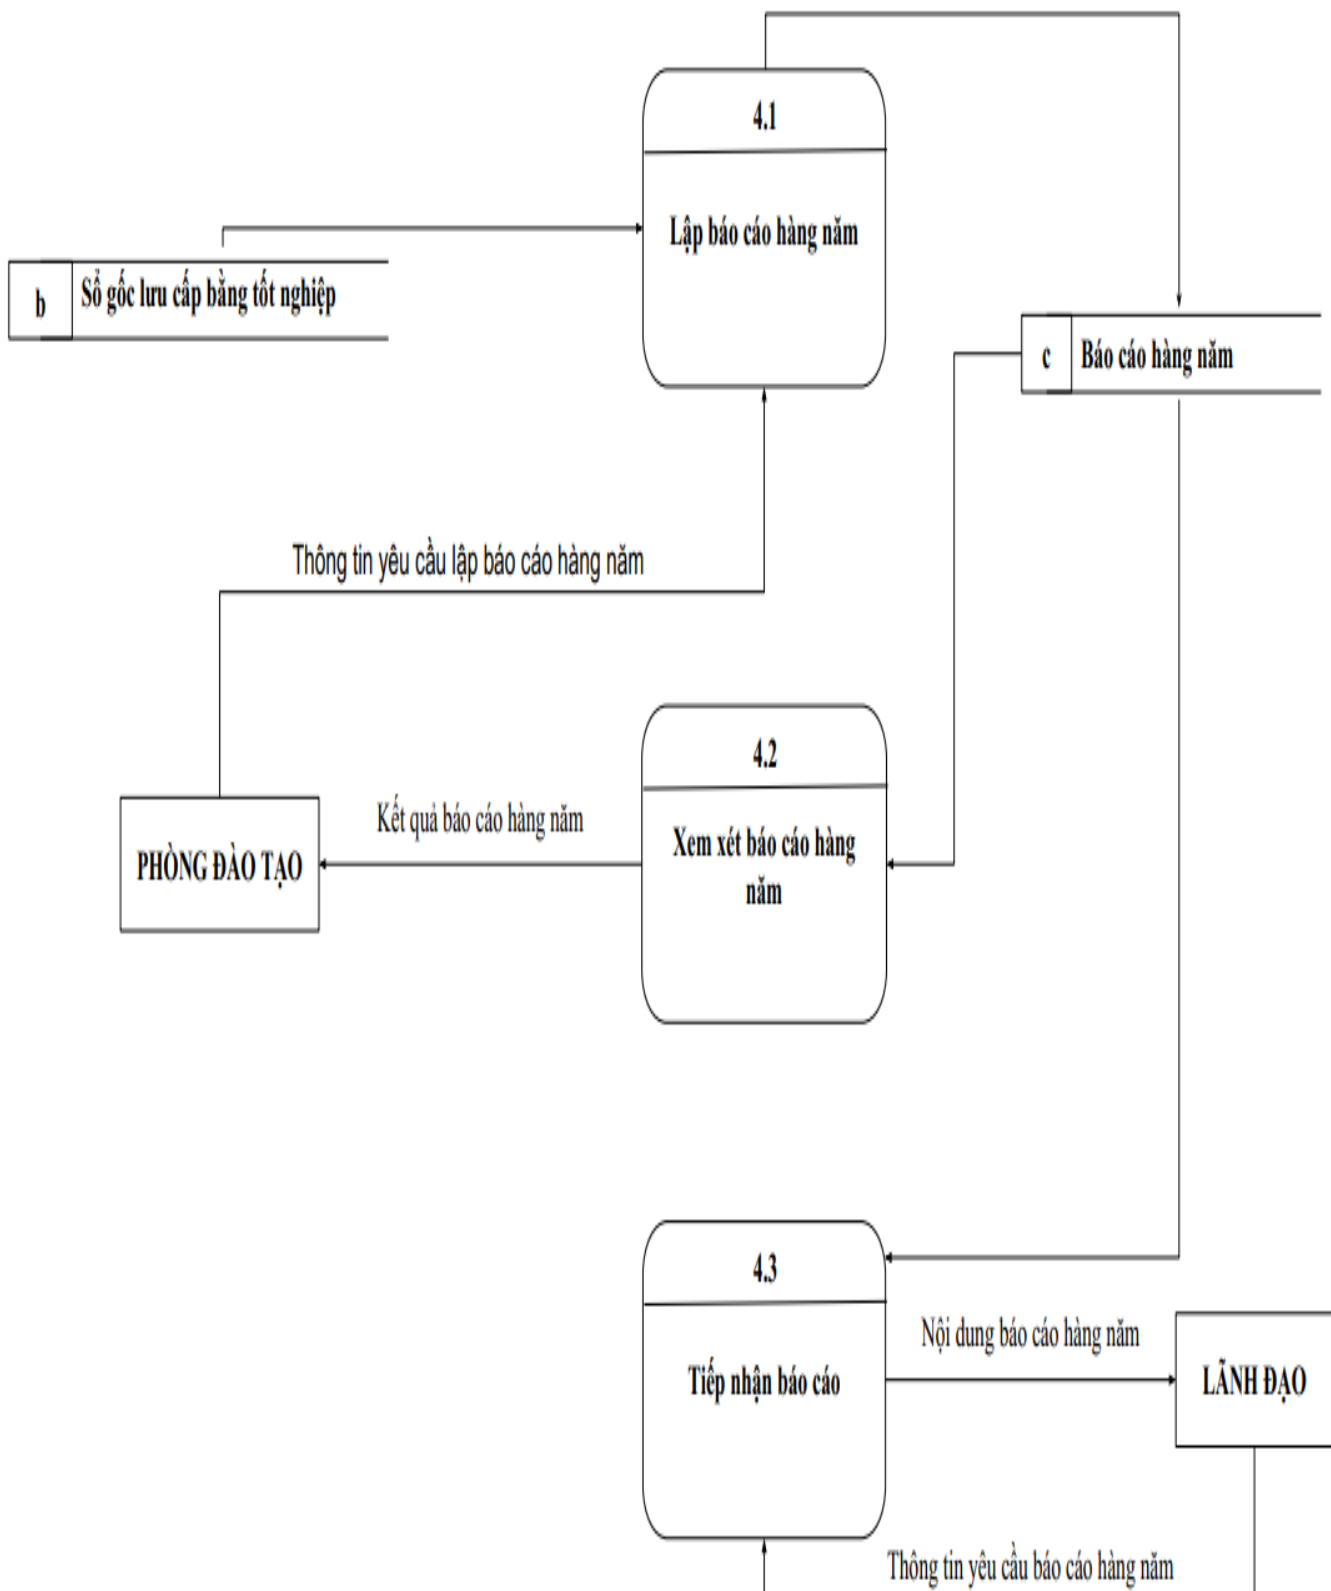 4.1
Lập báo cáo hàng năm
b
Sổ gốc lưu cấp bằng tốt nghiệp
c
Báo cáo hàng năm
Thông tin yêu cầu lập báo cáo hàng năm
4.2
Xem xét báo cáo hàng
năm
Kết quả báo cáo hàng năm
PHÒNG ĐÀO TẠO
4.3
Tiếp nhận báo cáo
Nội dung báo cáo hàng năm
LÃNH ĐẠO
Thông tin yêu cầu báo cáo hàng năm